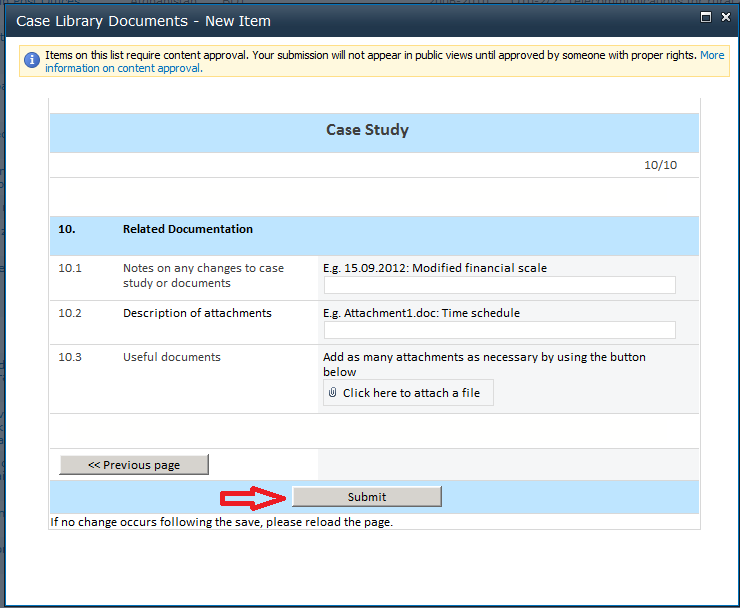 Case Library Documents - New Item
Items on this list require content approval. Your submission will not appear in public views until approved by someone with proper rights. More
information on content approval.
Case Study
10/10
10. Related Documentation
10.1 Notes on any changes to case E.g. 15.09.2012: Modified financial scale
study or documents
10.2 Description of attachments E.g. Attachment1.doc: Time schedule
10.3 Useful documents Add as many attachments as necessary by using the button
below
Click here to attach a file
<< Previous page
Submit
If no change occurs following the save, please reload the page.